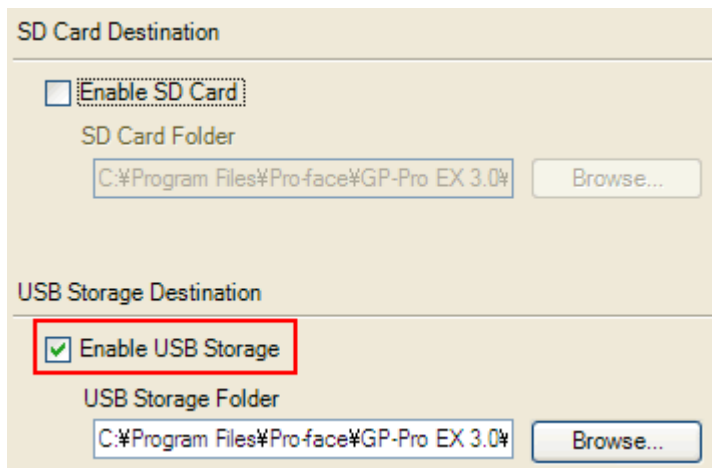 SD Card Destination
Enable SD Card
SD Card Folder
C:¥Program Files¥Pro-face¥GP-Pro EX 3.0¥
Browse...
USB Storage Destination
Enable USB Storage
USB Storage Folder
C:¥Program Files¥Pro-face¥GP-Pro EX 3.0¥
Browse...